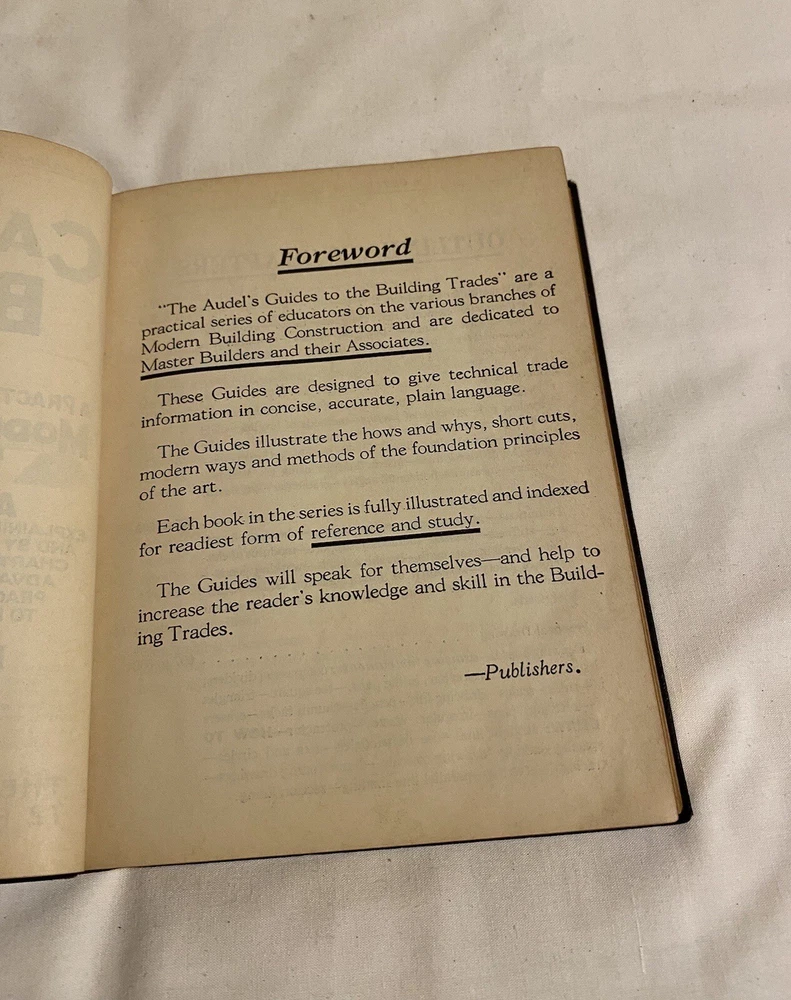 Foreword
"The Audel's Guides to the Building Trades" are a
practical series of educators on the various branches of
Modern Building Construction and are dedicated to
Master Builders and their Associates.
These Guides are designed to give technical trade
information in concise, accurate, plain language.
The Guides illustrate the hows and whys, short cuts,
modern ways and methods of the foundation principles
of the art.
Each book in the series is fully illustrated and indexed
for readiest form of reference and study.
The Guides will speak for themselves—and help to
increase the reader's knowledge and skill in the Build-
ing Trades.
—Publishers.